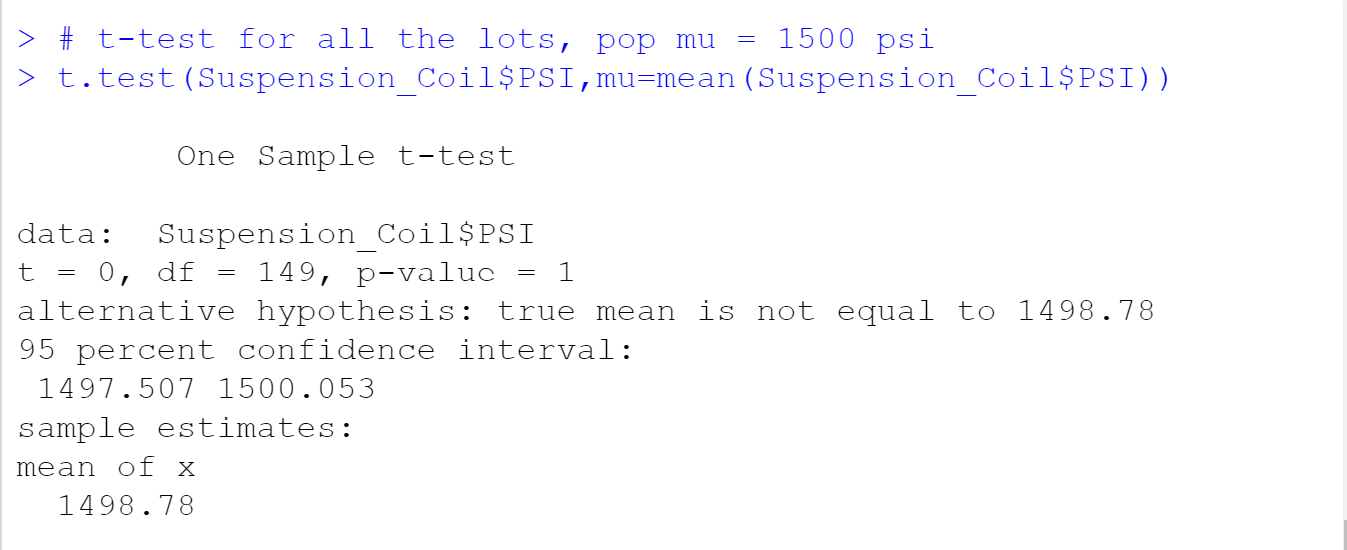 > # t-test for all the lots, pop mu = 1500 psi
> t.test(Suspension_Coil$PSI,mu=mean(Suspension_Coil$PSI))
One Sample t-test
data:  Suspension_Coil$PSI
t = 0, df = 149, p-value = 1
alternative hypothesis: true mean is not equal to 1498.78
95 percent confidence interval:
1497.507 1500.053
sample estimates:
mean of x
1498.78